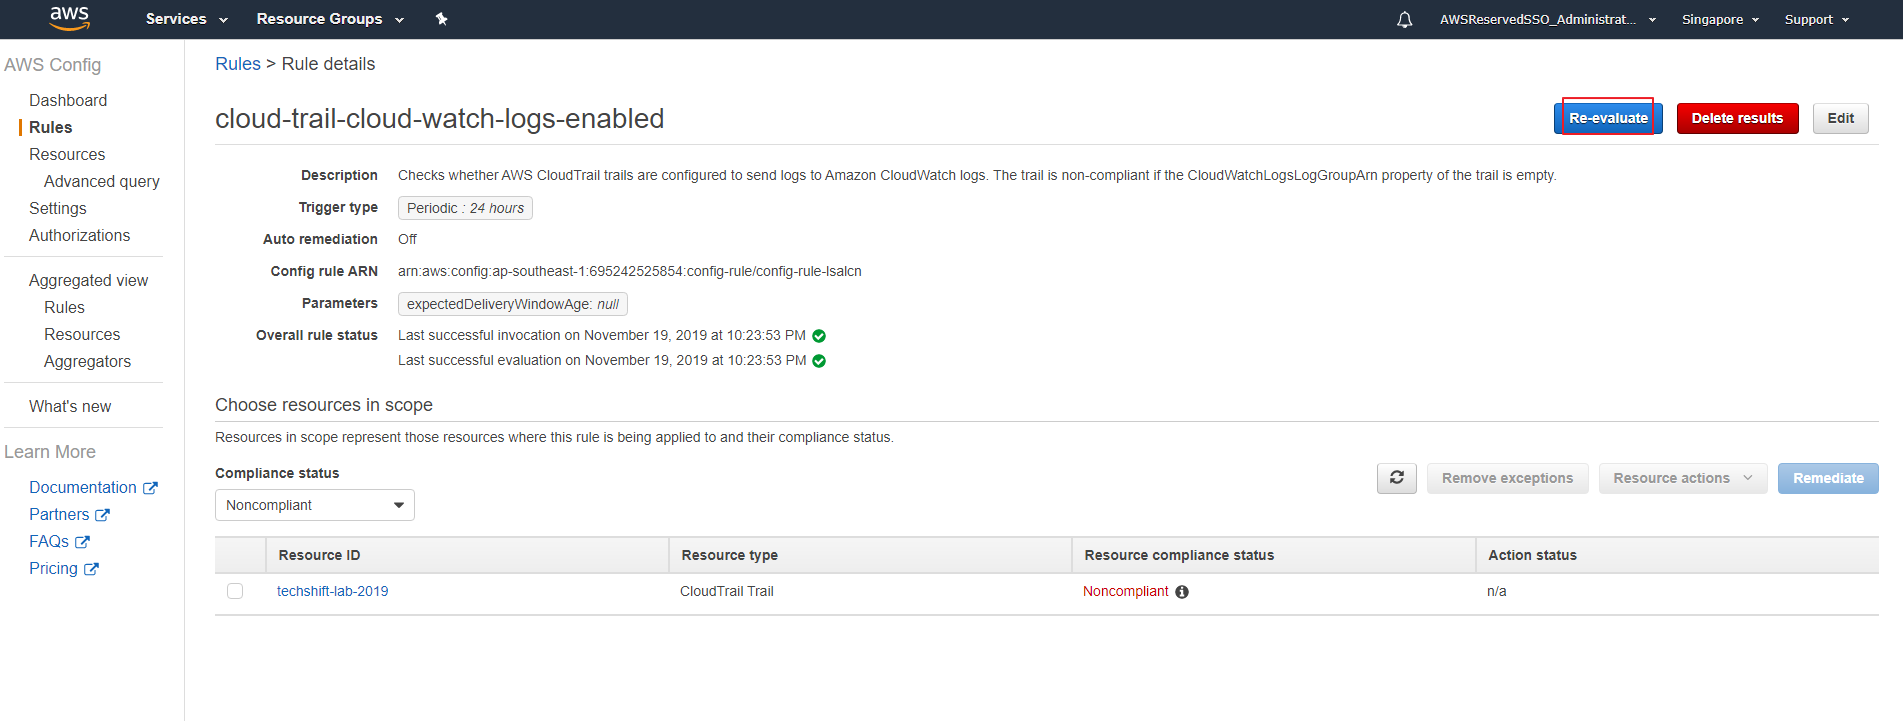 aws
Services
Resource Groups
AWSReservedSSO_Administrat...
Singapore
Support
AWS Config
Dashboard
Rules
Resources
Advanced query
Settings
Authorizations
Aggregated view
Rules
Resources
Aggregators
What's new
Learn More
Documentation
Partners
FAQs
Pricing
Rules > Rule details
cloud-trail-cloud-watch-logs-enabled
Re-evaluate
Delete results
Edit
Description Checks whether AWS CloudTrail trails are configured to send logs to Amazon CloudWatch logs. The trail is non-compliant if the CloudWatchLogsLogGroupArn property of the trail is empty.
Trigger type Periodic : 24 hours
Auto remediation Off
Config rule ARN arn:aws:config:ap-southeast-1:695242525854:config-rule/config-rule-lsalcn
Parameters expectedDeliveryWindowAge: null
Overall rule status Last successful invocation on November 19, 2019 at 10:23:53 PM
Last successful evaluation on November 19, 2019 at 10:23:53 PM
Choose resources in scope
Resources in scope represent those resources where this rule is being applied to and their compliance status.
Compliance status
Noncompliant
Remove exceptions
Resource actions
Remediate
Resource ID Resource type Resource compliance status Action status
techshift-lab-2019 CloudTrail Trail Noncompliant n/a